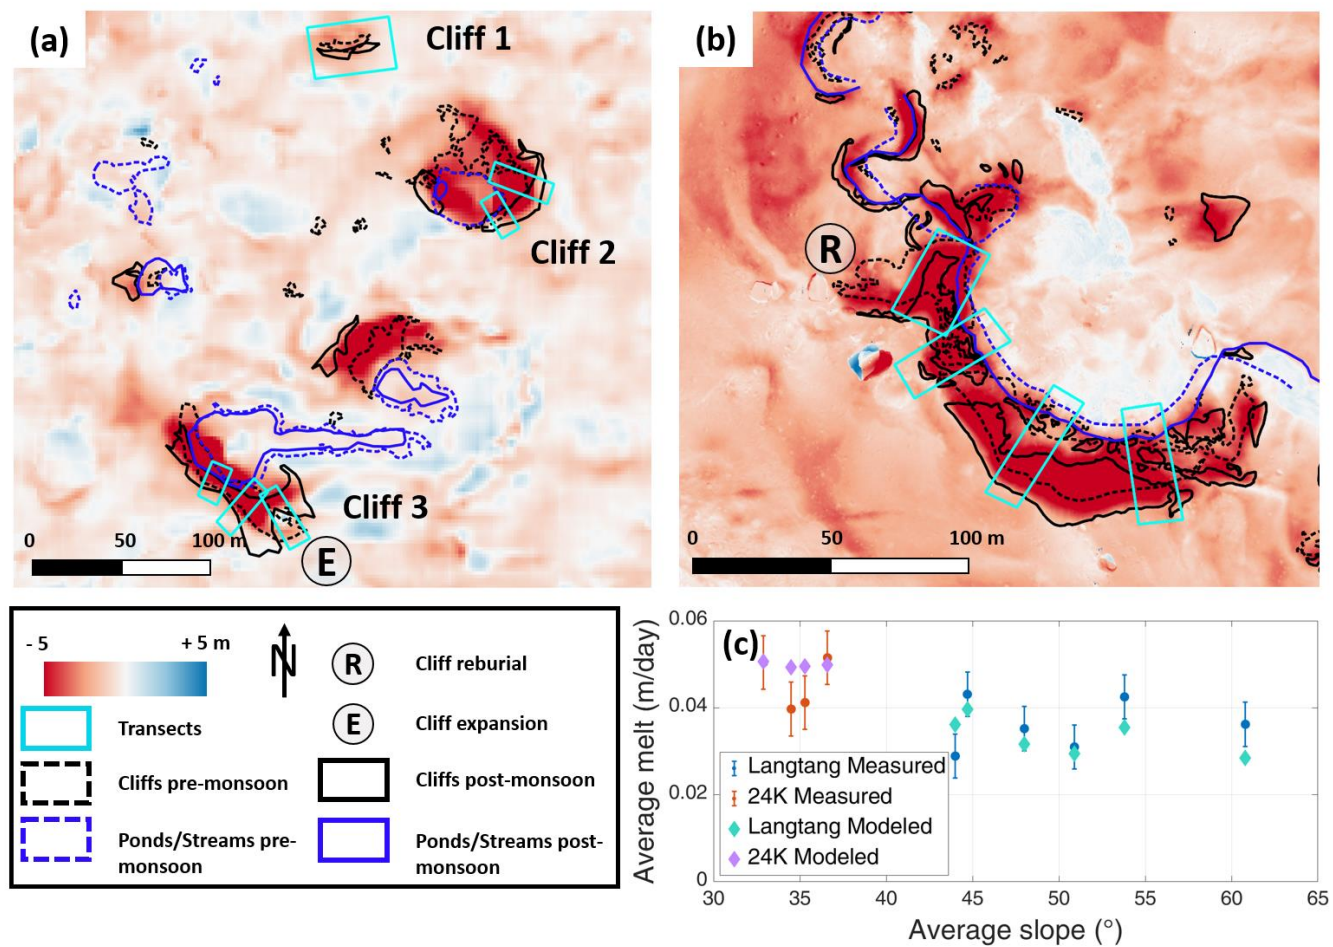 (a)
Cliff 1
Cliff 2
Cliff 3
E
0 50 100 m
(b)
R
0 50 100 m
- 5 + 5 m
N
R Cliff reburial
E Cliff expansion
Transects
Cliffs pre-monsoon
Cliffs post-monsoon
Ponds/Streams pre-
monsoon
Ponds/Streams post-
monsoon
(c)
Average melt (m/day)
0.06
0.04
0.02
0
Langtang Measured
24K Measured
Langtang Modeled
24K Modeled
30 35 40 45 50 55 60 65
Average slope (°)